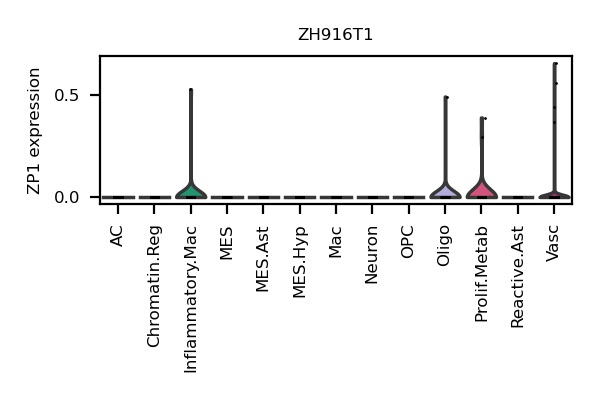 ZH916T1
ZP1 expression
0.5
0.0
AC
Chromatin.Reg
Inflammatory.Mac
MES
MES.Ast
MES.Hyp
Mac
Neuron
OPC
Oligo
Prolif.Metab
Reactive.Ast
Vasc